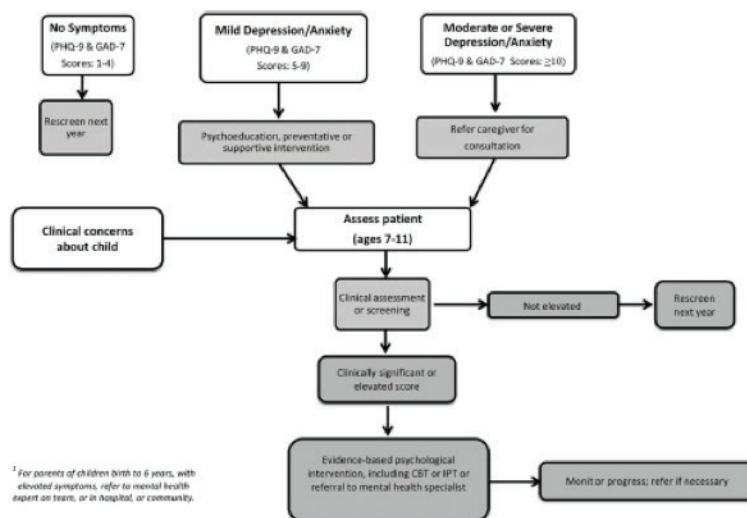 No Symptoms
(PHQ-9 & GAD-7
Scores: 1-4)
Mild Depression/Anxiety
(PHQ-9 & GAD-7
Scores: 5-9)
Moderate or Severe
Depression/Anxiety
(PHQ-9 & GAD-7 Scores: ≥10)
Rescreen next
year
Psychoeducation, preventative or
supportive intervention
Refer caregiver for
consultation
Clinical concerns
about child
Assess patient
(ages 7-11)
Clinical assessment
or screening
Not elevated
Rescreen
next year
Clinically significant or
elevated score
Evidence-based psychological
intervention, including CBT or IPT or
referral to mental health specialist
Monitor progress; refer if necessary
1 For parents of children birth to 6 years, with
elevated symptoms, refer to mental health
expert on team, or in hospital, or community.